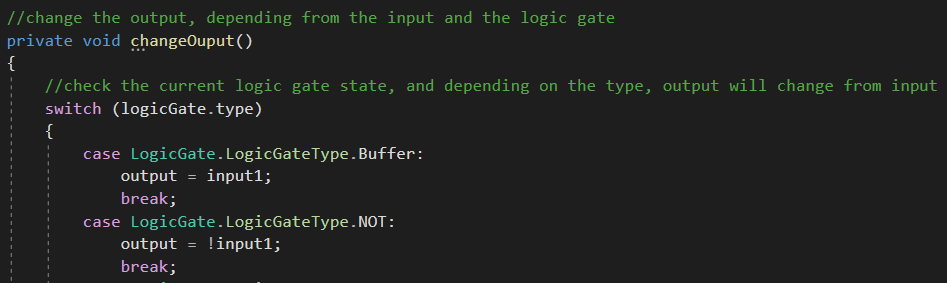 //change the output, depending from the input and the logic gate
private void changeOuput()
{
//check the current logic gate state, and depending on the type, output will change from input
switch (logicGate.type)
{
case LogicGate.LogicGateType.Buffer:
output = input1;
break;
case LogicGate.LogicGateType.NOT:
output = !input1;
break;